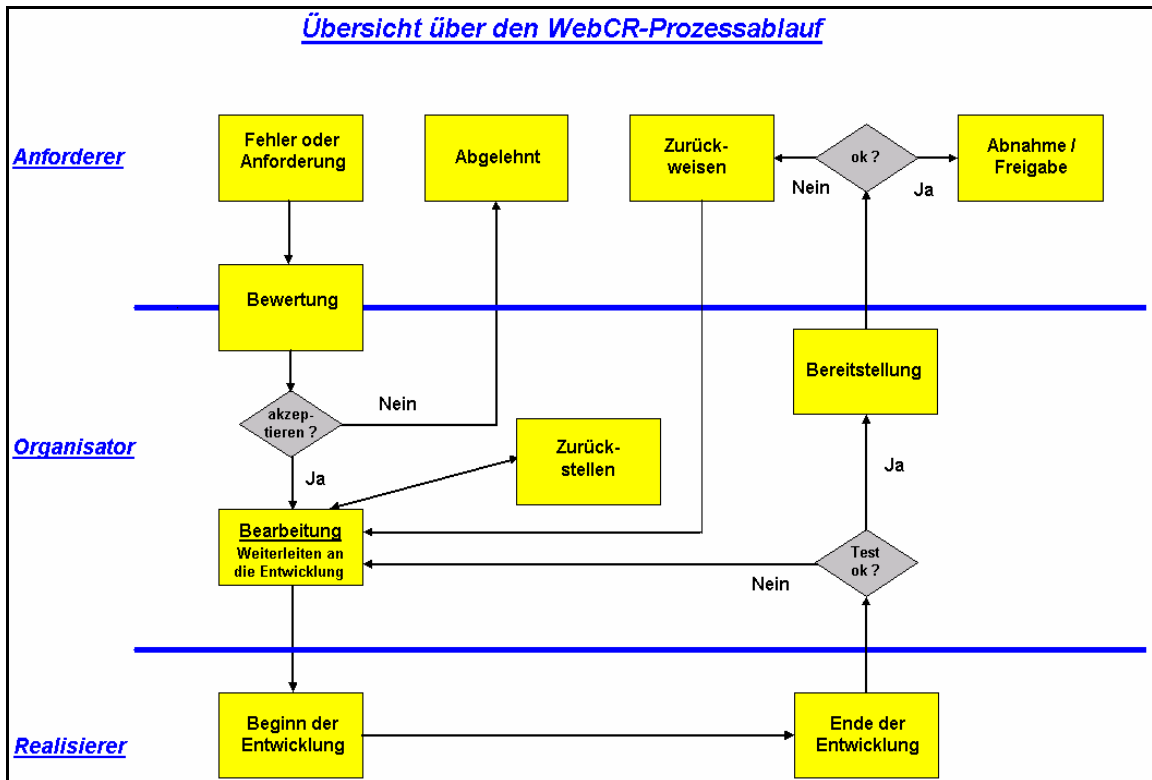 Übersicht über den WebCR-Prozessablauf
Anforderer
Fehler oder
Anforderung
Abgelehnt
Zurück-
weisen
ok ?
Abnahme /
Freigabe
Nein
Ja
Bewertung
Bereitstellung
akzep-
tieren ?
Nein
Ja
Organisator
Zurück-
stellen
Ja
Bearbeitung
Weiterleiten an
die Entwicklung
Test
ok ?
Nein
Realisierer
Beginn der
Entwicklung
Ende der
Entwicklung